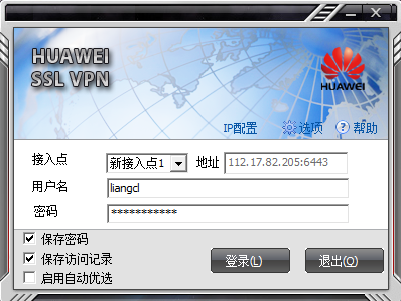 HUAWEI
SSL VPN
HUAWEI
IP配置 选项 帮助
接入点 新接入点1 地址 112.17.82.205:6443
用户名 liangcl
密码 ***********
保存密码
保存访问记录
启用自动优选
登录(L) 退出(O)